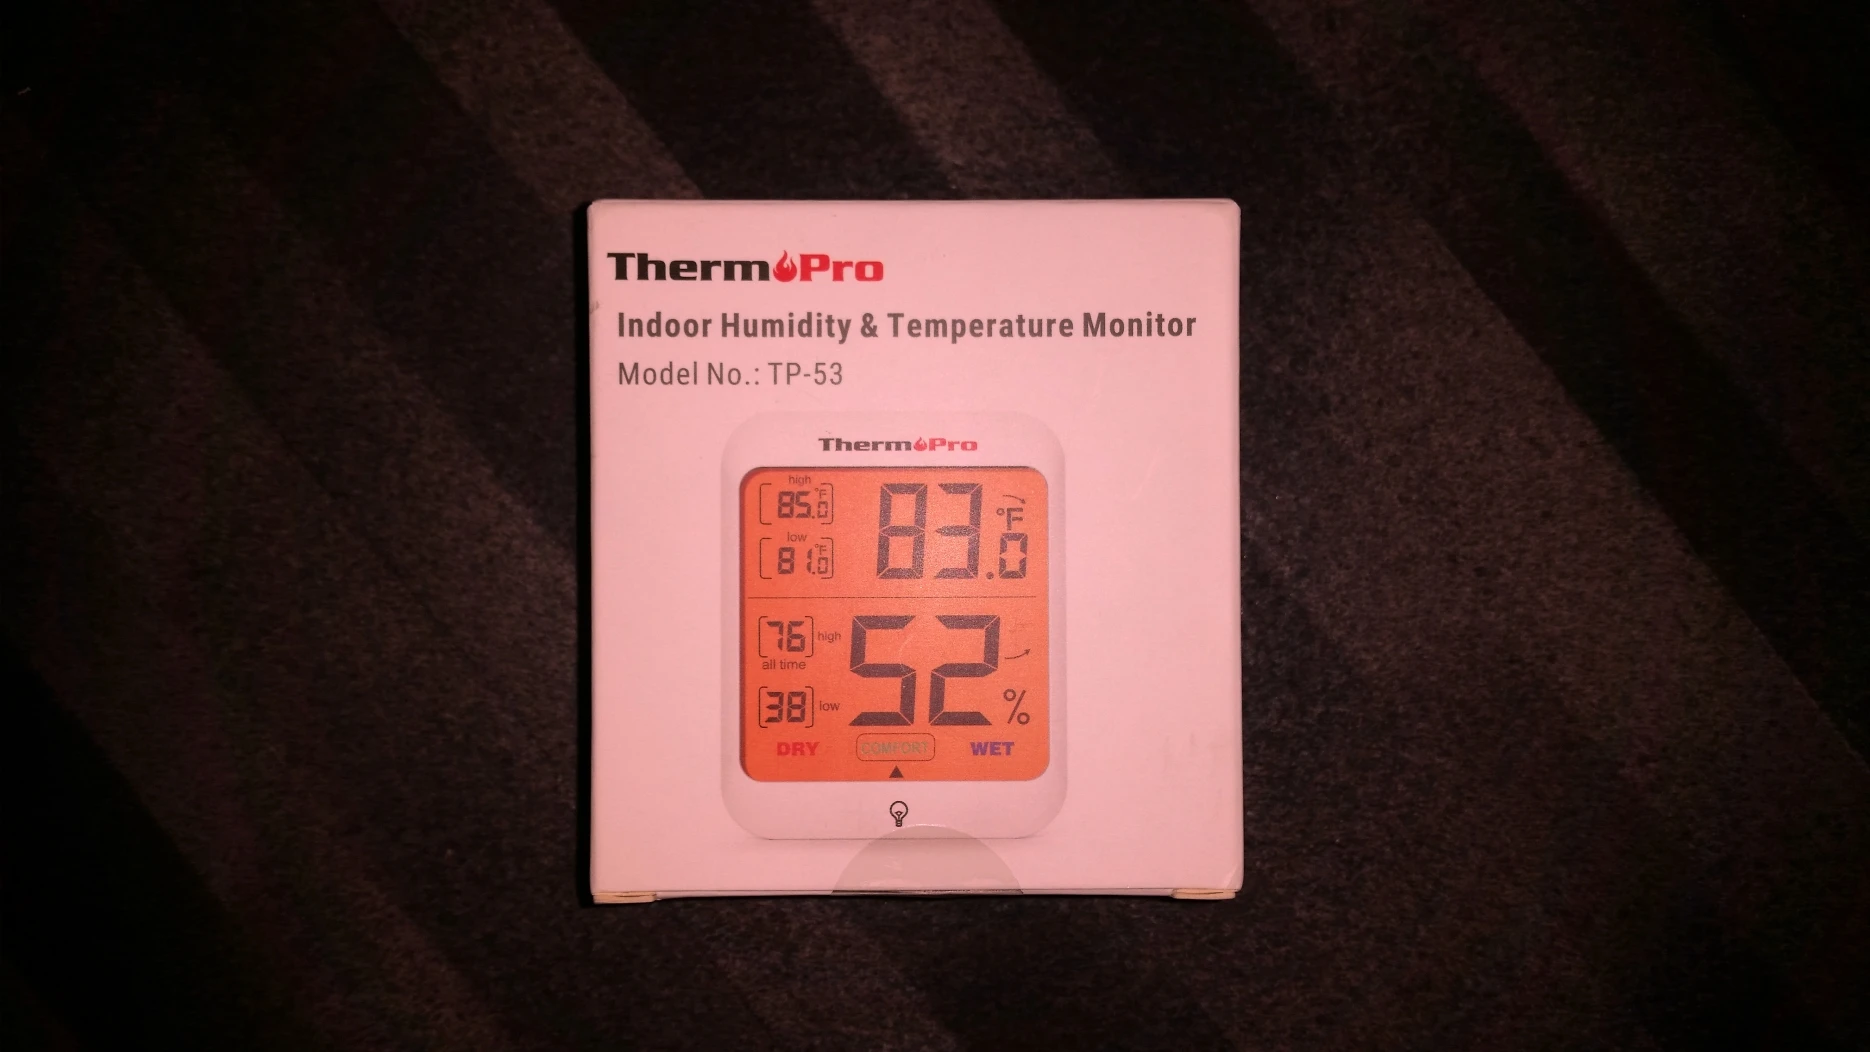 ThermoPro
Indoor Humidity & Temperature Monitor
Model No.: TP-53
ThermoPro
high
85.0°F
83.0°F
low
81.0°F
76 high
all time
52%
38 low
DRY COMFORT WET